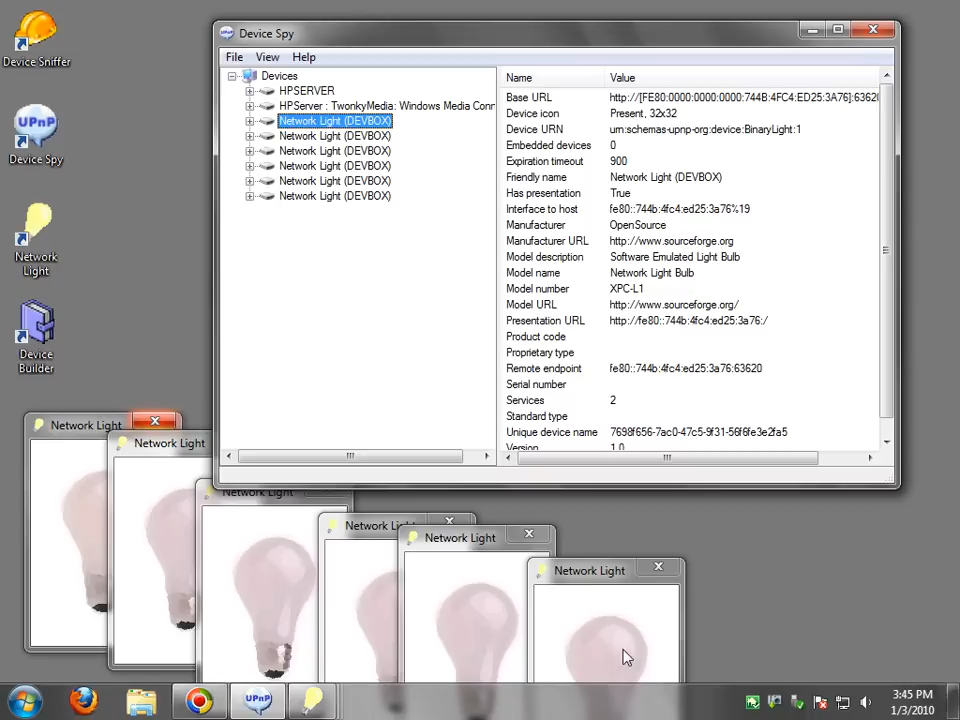 Device Sniffer
UPnP
Device Spy
Network
Light
Device
Builder
Device Spy
File View Help
Devices
HPSERVER
HPServer : TwonkyMedia: Windows Media Conn
Network Light (DEVBOX)
Network Light (DEVBOX)
Network Light (DEVBOX)
Network Light (DEVBOX)
Network Light (DEVBOX)
Network Light (DEVBOX)
Name Value
Base URL http://[FE80:0000:0000:0000:744B:4FC4:ED25:3A76]:63620
Device icon Present, 32x32
Device URN urn:schemas-upnp-org:device:BinaryLight:1
Embedded devices 0
Expiration timeout 900
Friendly name Network Light (DEVBOX)
Has presentation True
Interface to host fe80::744b:4fc4:ed25:3a76%19
Manufacturer OpenSource
Manufacturer URL http://www.sourceforge.org
Model description Software Emulated Light Bulb
Model name Network Light Bulb
Model number XPC-L1
Model URL http://www.sourceforge.org/
Presentation URL http://fe80::744b:4fc4:ed25:3a76:/
Product code
Proprietary type
Remote endpoint fe80::744b:4fc4:ed25:3a76:63620
Serial number
Services 2
Standard type
Unique device name 7698f656-7ac0-47c5-9f31-56f6fe3e2fa5
Version 1.0
Network Light
Network Light
Network Light
Network Light
Network Light
Network Light
UPnP
3:45 PM
1/3/2010